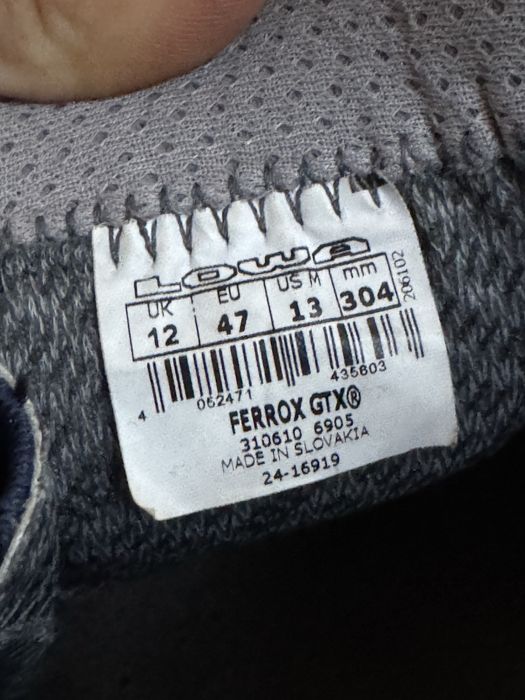 LOWA
UK EU US M mm
12 47 13 304
206102
4 062471 435603
FERROX GTX®
310610 6905
MADE IN SLOVAKIA
24-16919